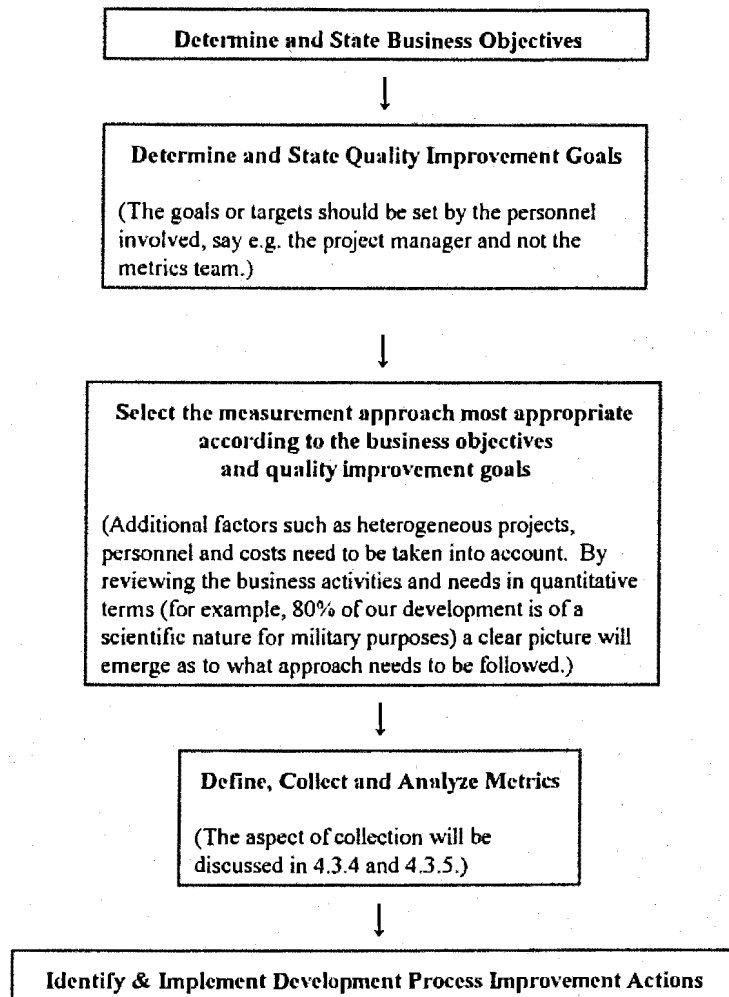 Determine and State Business Objectives
Determine and State Quality Improvement Goals
(The goals or targets should be set by the personnel
involved, say e.g. the project manager and not the
metrics team.)
Select the measurement approach most appropriate
according to the business objectives
and quality improvement goals
(Additional factors such as heterogeneous projects,
personnel and costs need to be taken into account. By
reviewing the business activities and needs in quantitative
terms (for example, 80% of our development is of a
scientific nature for military purposes) a clear picture will
emerge as to what approach needs to be followed.)
Define, Collect and Analyze Metrics
(The aspect of collection will be
discussed in 4.3.4 and 4.3.5.)
Identify & Implement Development Process Improvement Actions